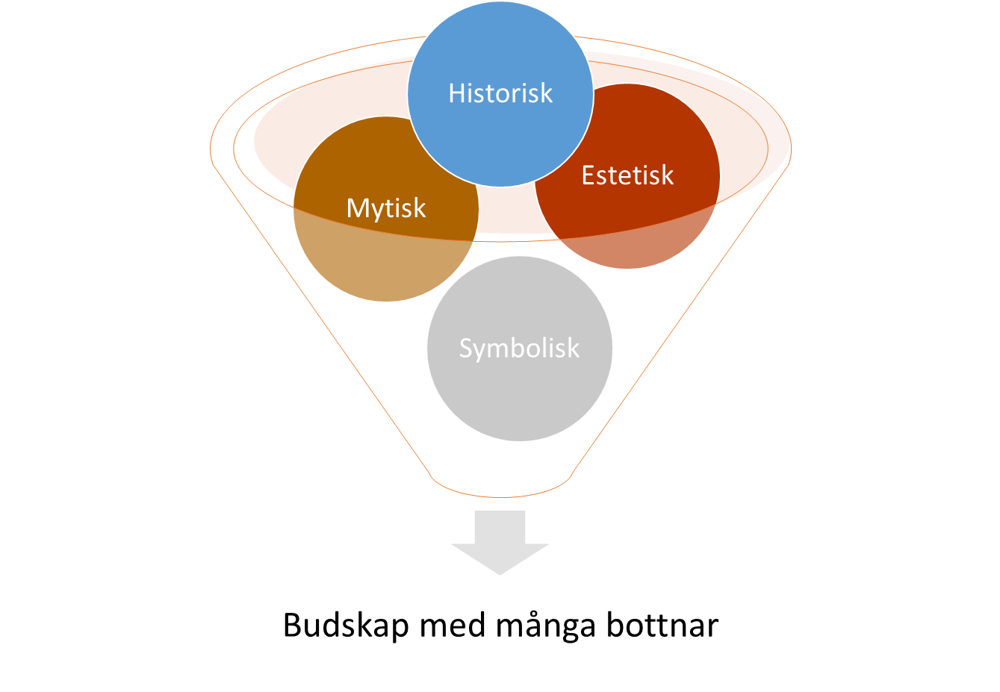 Historisk
Estetisk
Mytisk
Symbolisk
Budskap med många bottnar